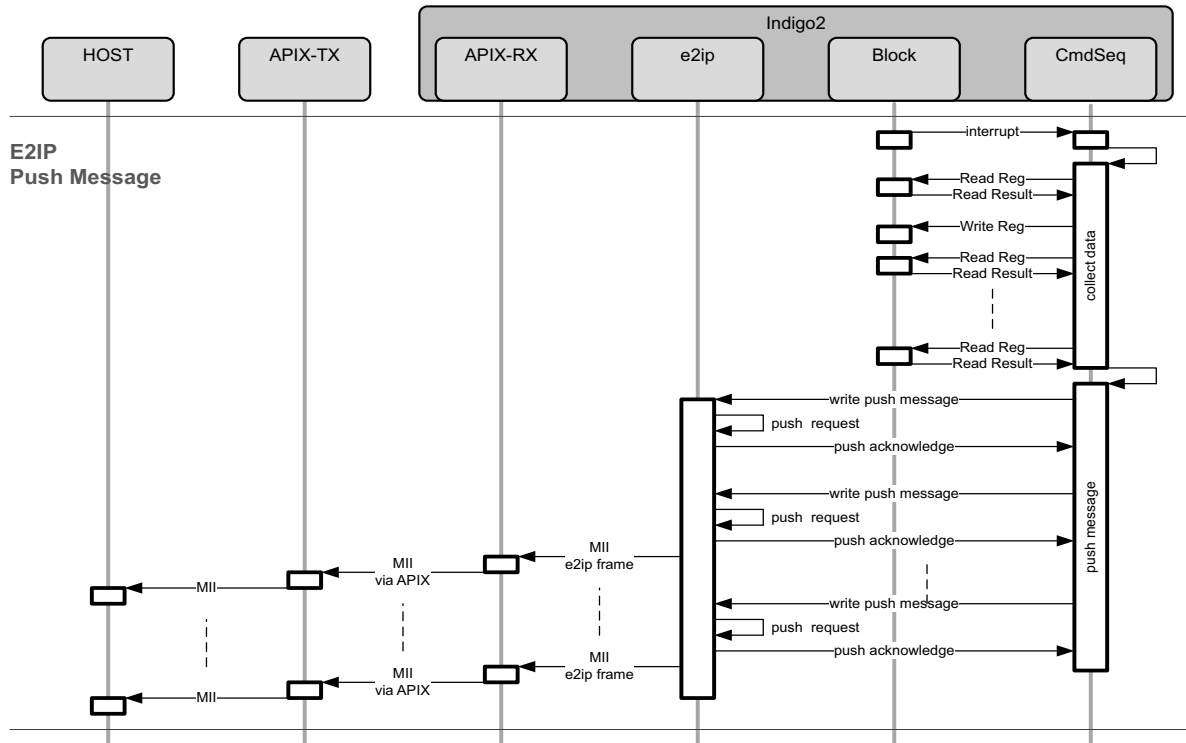 Indigo2
HOST
APIX-TX
APIX-RX
e2ip
Block
CmdSeq
E2IP
Push Message
interrupt
Read Reg
Read Result
Write Reg
Read Reg
Read Result
collect data
Read Reg
Read Result
write push message
push request
push acknowledge
write push message
push request
push acknowledge
push message
MII
e2ip frame
MII
via APIX
MII
write push message
push request
push acknowledge
MII
e2ip frame
MII
via APIX
MII